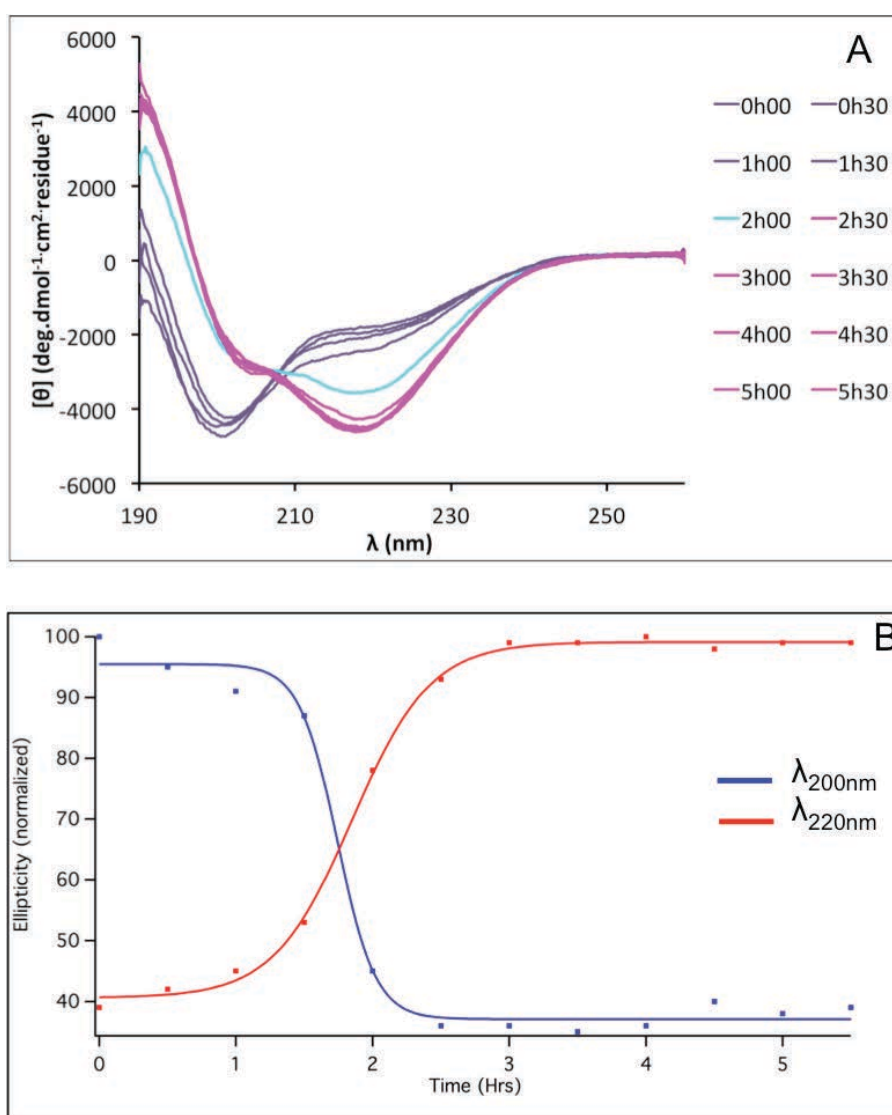 A
6000
4000
2000
0
-2000
-4000
-6000
[θ] (deg.dmol-1·cm2·residue-1)
190 210 230 250
λ (nm)
0h00 0h30
1h00 1h30
2h00 2h30
3h00 3h30
4h00 4h30
5h00 5h30
B
100
90
80
70
60
50
40
Ellipticity (normalized)
λ200nm
λ220nm
0 1 2 3 4 5
Time (Hrs)